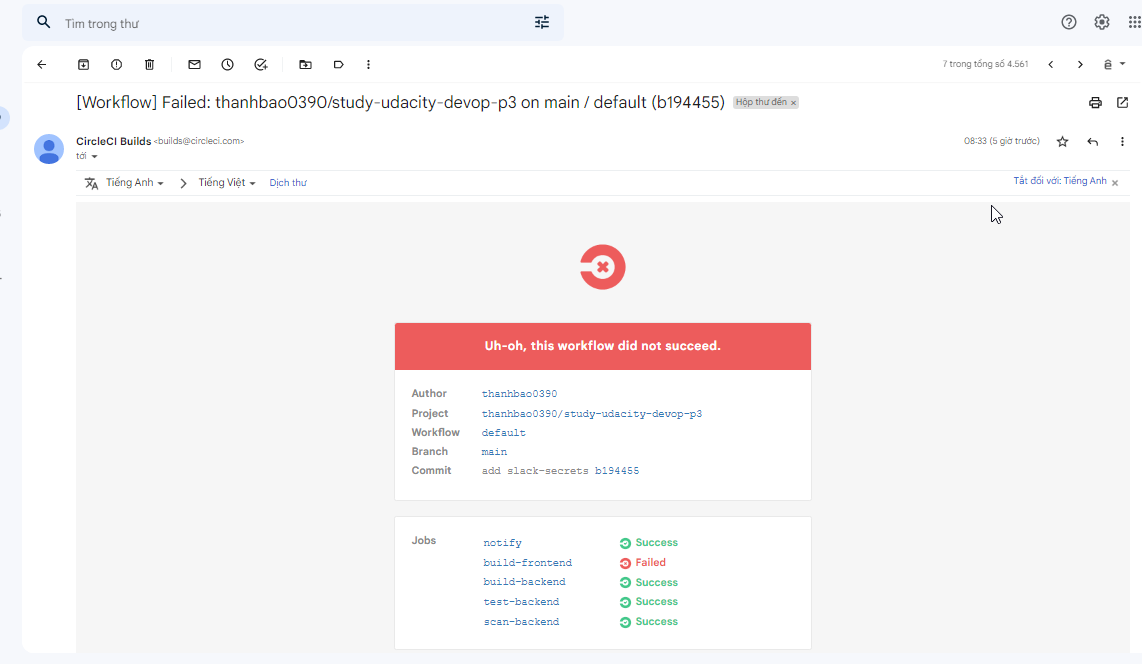 Tìm trong thư
7 trong tổng số 4.561
[Workflow] Failed: thanhbao0390/study-udacity-devop-p3 on main / default (b194455) Hộp thư đến ×
CircleCI Builds <builds@circleci.com> 08:33 (5 giờ trước)
tới
Tiếng Anh Tiếng Việt Dịch thư Tắt đối với: Tiếng Anh ×
Uh-oh, this workflow did not succeed.
Author thanhbao0390
Project thanhbao0390/study-udacity-devop-p3
Workflow default
Branch main
Commit add slack-secrets b194455
Jobs notify Success
build-frontend Failed
build-backend Success
test-backend Success
scan-backend Success